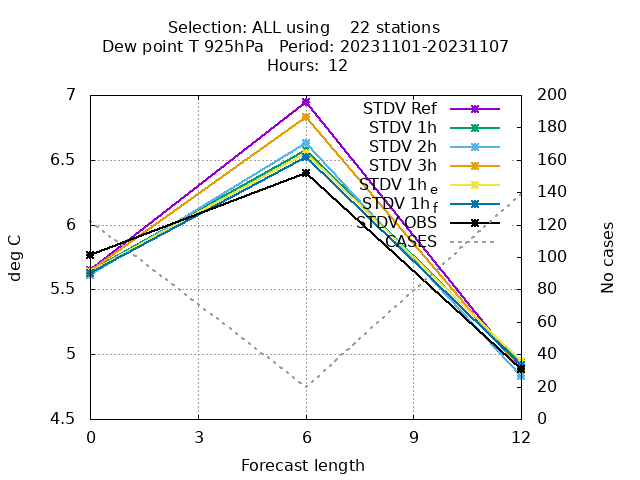 Selection: ALL using    22 stations
Dew point T 925hPa   Period: 20231101-20231107
Hours: 12
7
6.5
6
5.5
5
4.5
deg C
200
180
160
140
120
100
80
60
40
20
0
No cases
STDV Ref
STDV 1h
STDV 2h
STDV 3h
STDV 1h e
STDV 1h f
STDV OBS
CASES
0 3 6 9 12
Forecast length